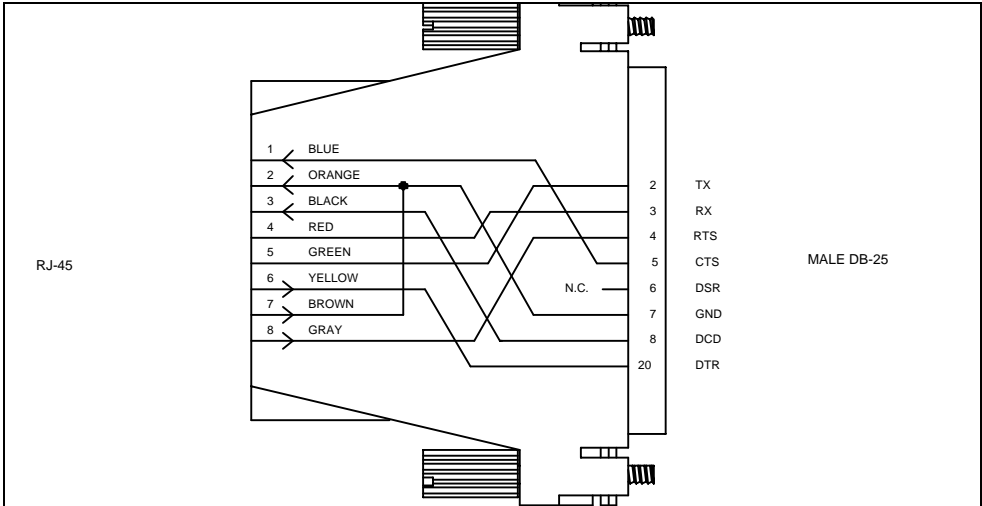 1 BLUE
2 ORANGE
3 BLACK
4 RED
5 GREEN
6 YELLOW
7 BROWN
8 GRAY
RJ-45
N.C.
2 TX
3 RX
4 RTS
5 CTS
6 DSR
7 GND
8 DCD
20 DTR
MALE DB-25